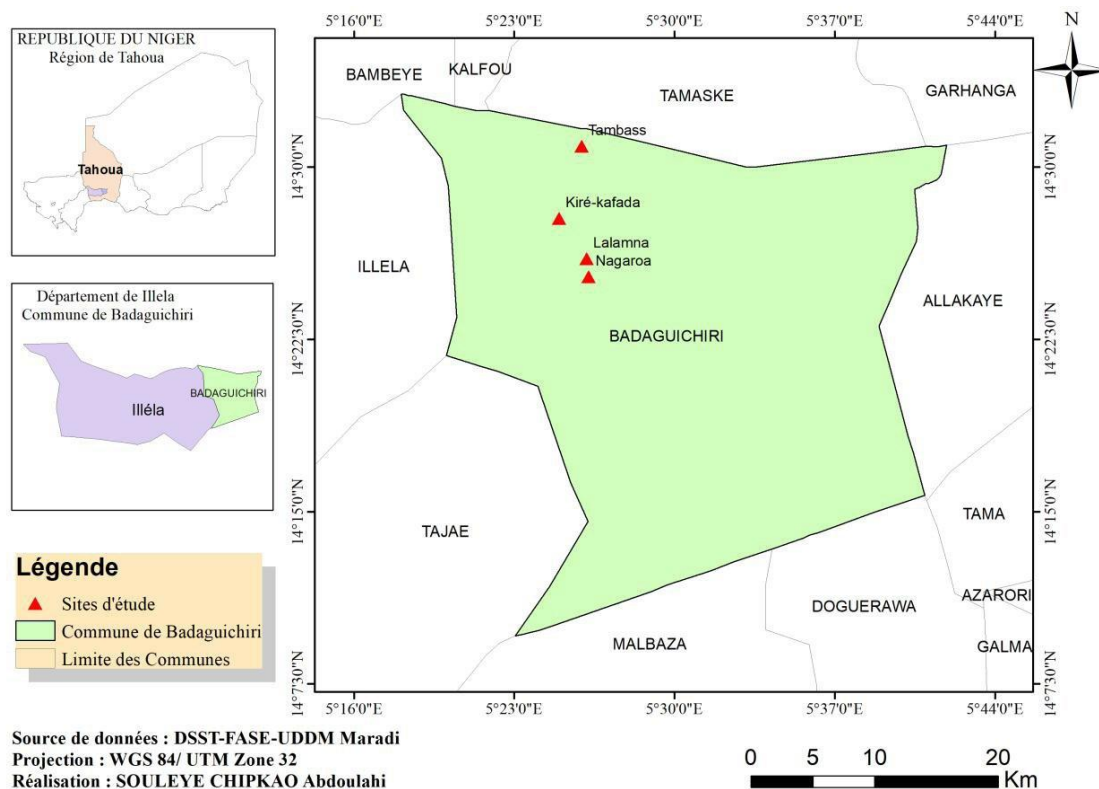 REPUBLIQUE DU NIGER
Région de Tahoua
Tahoua
Département de Illela
Commune de Badaguichiri
BADAGUICHIRI
Illéla
Légende
Sites d'étude
Commune de Badaguichiri
Limite des Communes
5°16'0"E 5°23'0"E 5°30'0"E 5°37'0"E 5°44'0"E
N
BAMBEYE
KALFOU
TAMASKE
GARHANGA
Tambass
14°30'0"N 14°30'0"N
Kiré-kafada
Lalamna
Nagaroa
ILLELA
ALLAKAYE
BADAGUICHIRI
14°22'30"N 14°22'30"N
14°15'0"N 14°15'0"N
TAJAE
TAMA
AZARORI
DOGUERAWA
MALBAZA
GALMA
14°7'30"N 14°7'30"N
5°16'0"E 5°23'0"E 5°30'0"E 5°37'0"E 5°44'0"E
Source de données : DSST-FASE-UDDM Maradi
Projection : WGS 84/ UTM Zone 32
Réalisation : SOULEYE CHIPKAO Abdoulahi
0 5 10 20
Km